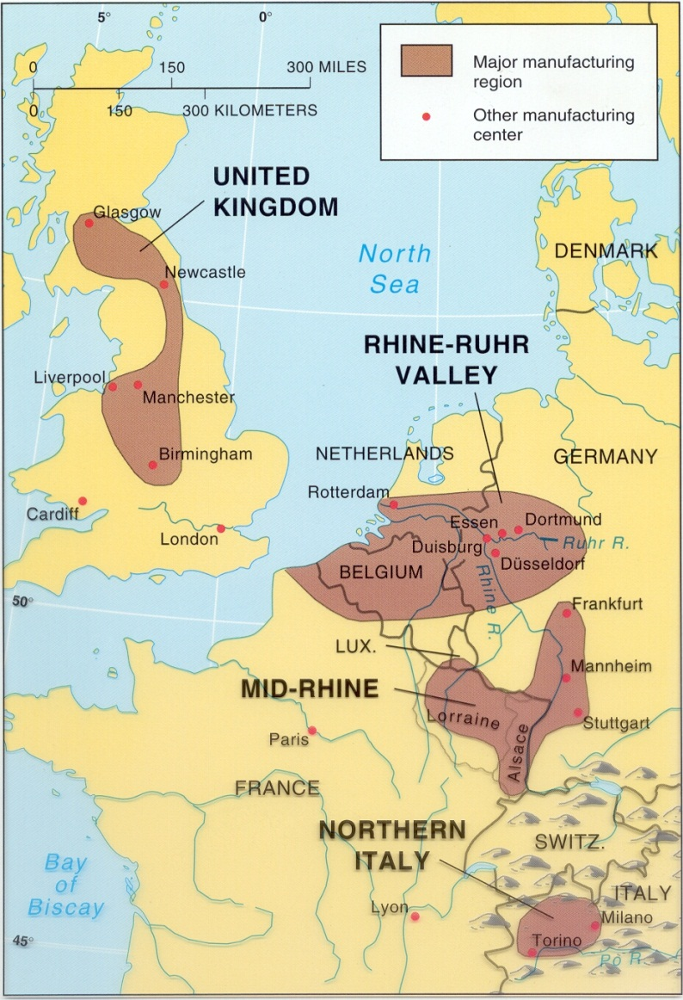 5°
0°
0
150
300 MILES
0
150
300 KILOMETERS
Major manufacturing
region
Other manufacturing
center
UNITED
KINGDOM
Glasgow
Newcastle
North
Sea
DENMARK
RHINE-RUHR
VALLEY
Liverpool
Manchester
Birmingham
NETHERLANDS
GERMANY
Rotterdam
Cardiff
London
Essen
Dortmund
Duisburg
Ruhr R.
Düsseldorf
BELGIUM
Rhine R.
50°
Frankfurt
LUX.
Mannheim
MID-RHINE
Lorraine
Stuttgart
Alsace
Paris
FRANCE
NORTHERN
ITALY
SWITZ.
Bay
of
Biscay
ITALY
Lyon
Milano
Torino
Po R
45°